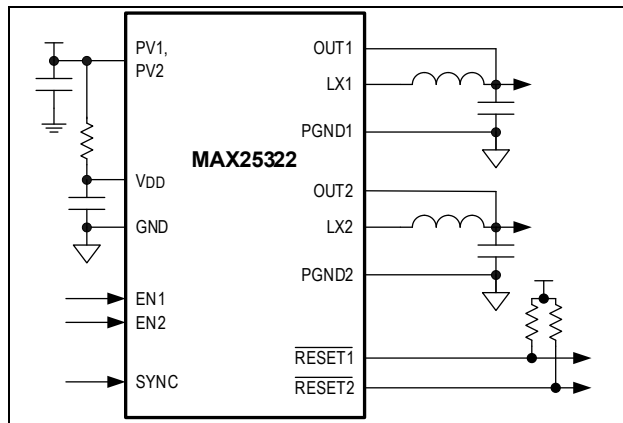 PV1,
PV2
VDD
GND
EN1
EN2
SYNC
MAX25322
OUT1
LX1
PGND1
OUT2
LX2
PGND2
RESET1
RESET2